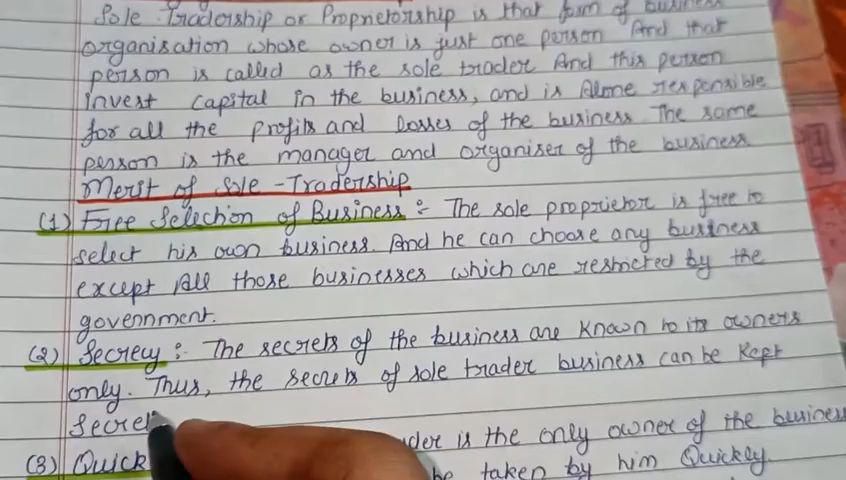 Sole Tradership or Proprietorship is that form of business
organisation whose owner is just one person And that
person is called as the sole trader And this person
invest capital in the business, and is Alone responsible
for all the profits and losses of the business The same
person is the manager and organiser of the business
Merit of Sole-Tradership
(1) Free Selection of Business :- The sole proprietor is free to
select his own business. And he can choose any business
except All those businesses which are restricted by the
government.
(2) Secrecy :- The secrets of the business are known to its owners
only. Thus, the secrets of sole trader business can be kept
is the only owner of the business
(3) Quick taken by him Quickly.